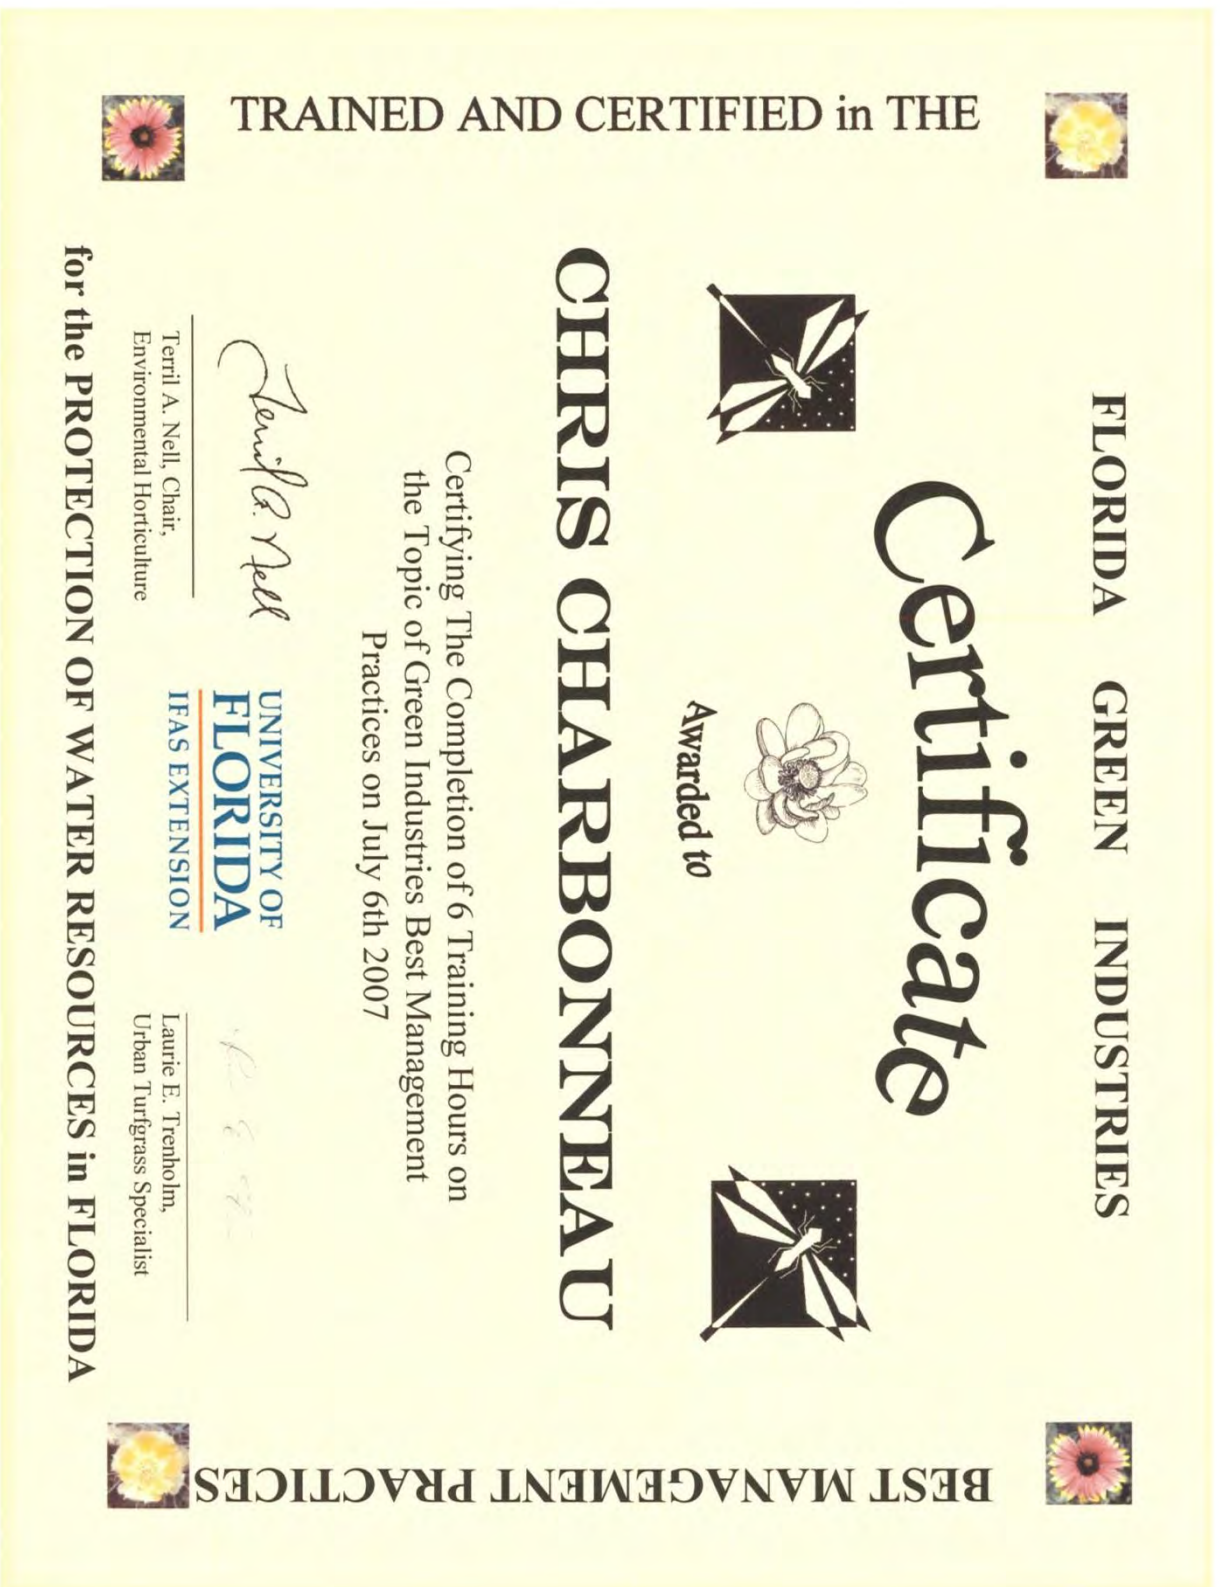 TRAINED AND CERTIFIED in THE
FLORIDA GREEN INDUSTRIES
BEST MANAGEMENT PRACTICES
for the PROTECTION OF WATER RESOURCES in FLORIDA
Certificate
Awarded to
CHRIS CHARBONNEAU
Certifying The Completion of 6 Training Hours on
the Topic of Green Industries Best Management
Practices on July 6th 2007
Terril A. Nell
Terril A. Nell, Chair,
Environmental Horticulture
UNIVERSITY OF
FLORIDA
IFAS EXTENSION
Laurie E. Trenholm,
Urban Turfgrass Specialist